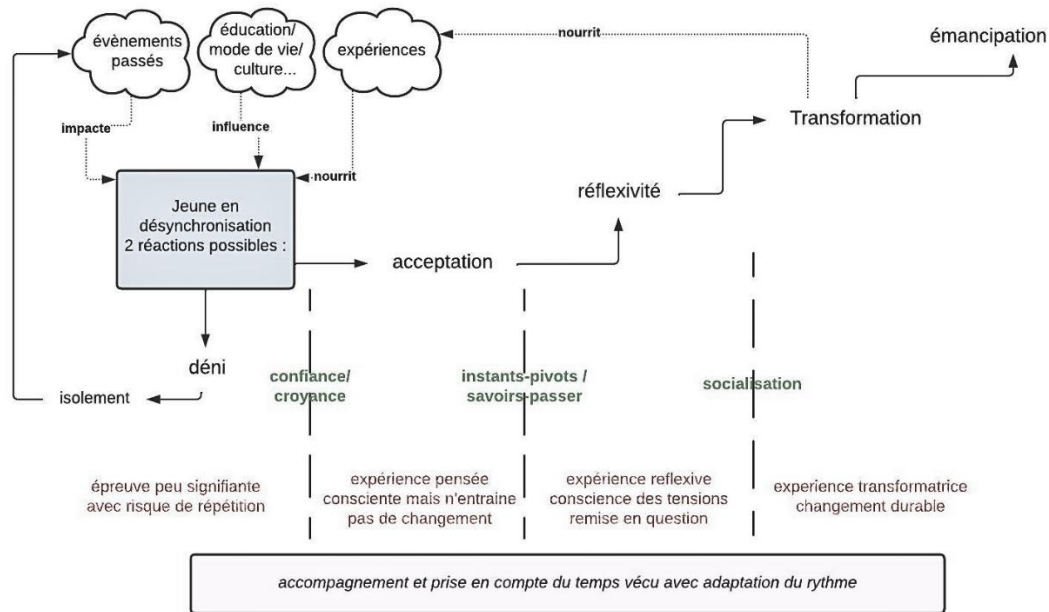 évènements
passés
éducation/
mode de vie/
culture...
expériences
nourrit
émancipation
impacte
influence
nourrit
Transformation
Jeune en
désynchronisation
2 réactions possibles :
réflexivité
acceptation
déni
isolement
confiance/
croyance
instants-pivots /
savoirs-passer
socialisation
épreuve peu signifiante
avec risque de répétition
expérience pensée
consciente mais n'entraine
pas de changement
expérience reflexive
conscience des tensions
remise en question
experience transformatrice
changement durable
accompagnement et prise en compte du temps vécu avec adaptation du rythme